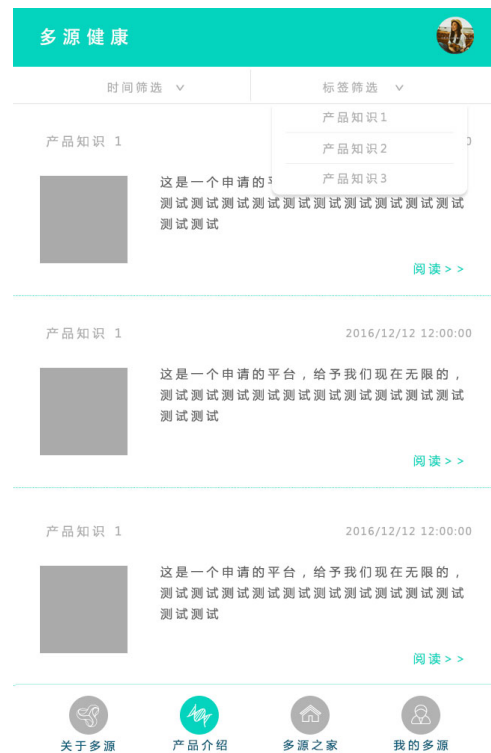 多源健康
时间筛选 ∨
标签筛选 ∨
产品知识1
产品知识2
产品知识3
产品知识 1
这是一个申请的
测试测试测试测试测试测试测试测试测试测试
测试测试
阅读>>
产品知识 1
2016/12/12 12:00:00
这是一个申请的平台，给予我们现在无限的，
测试测试测试测试测试测试测试测试测试测试
测试测试
阅读>>
产品知识 1
2016/12/12 12:00:00
这是一个申请的平台，给予我们现在无限的，
测试测试测试测试测试测试测试测试测试测试
测试测试
阅读>>
关于多源
产品介绍
多源之家
我的多源